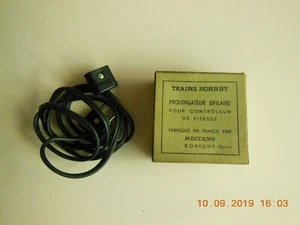 TRAINS HORNBY
PROLONGATEUR BIFILAIRE
POUR CONTROLEUR
DE VITESSE
FABRIQUÉ EN FRANCE PAR
MECCANO
BOBIGNY (Seine)
10.09.2019 16:03